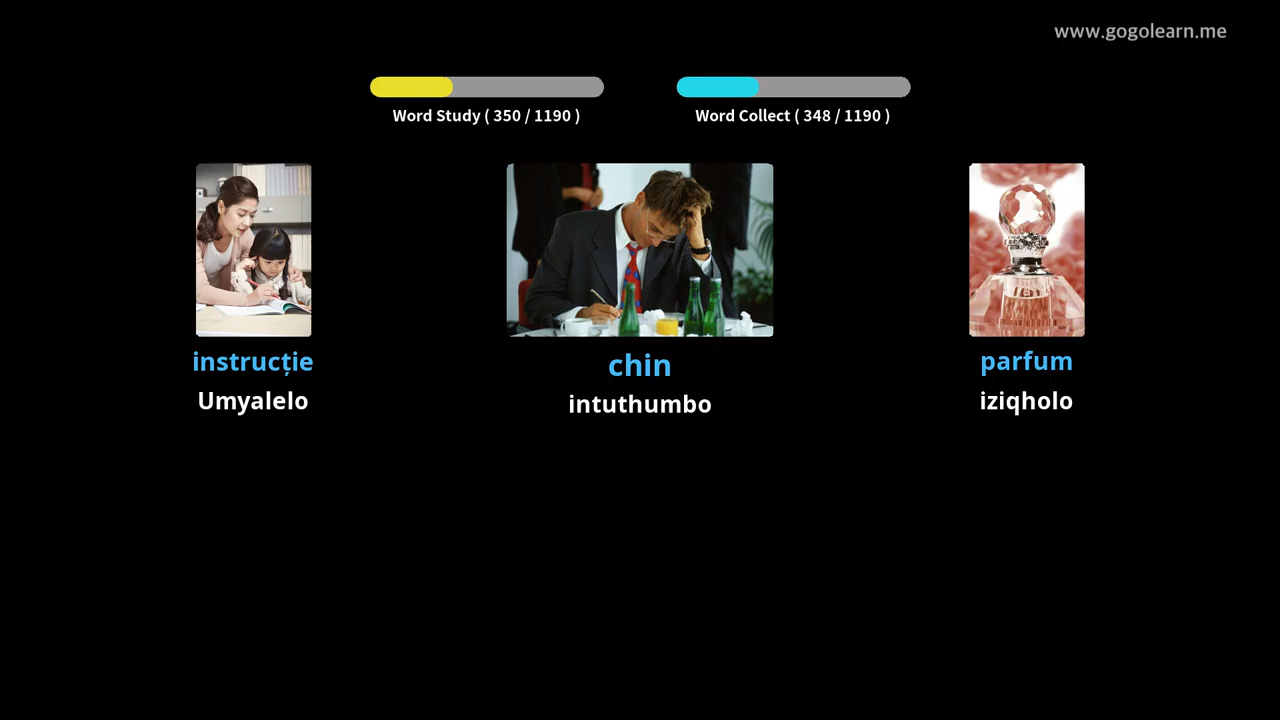 www.gogolearn.me
Word Study ( 350 / 1190 )
Word Collect ( 348 / 1190 )
instrucție
chin
parfum
Umyalelo
intuthumbo
iziqholo